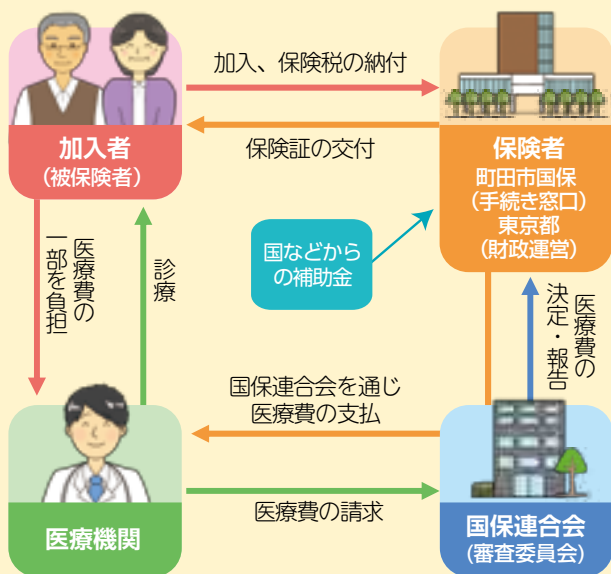 加入、保険税の納付
保険証の交付
加入者
(被保険者)
保険者
町田市国保
(手続き窓口)
東京都
(財政運営)
国などから
の補助金
医療費の
一部を負担
診療
医療費の
決定・報告
国保連合会を通じ
医療費の支払
医療費の請求
医療機関
国保連合会
(審査委員会)